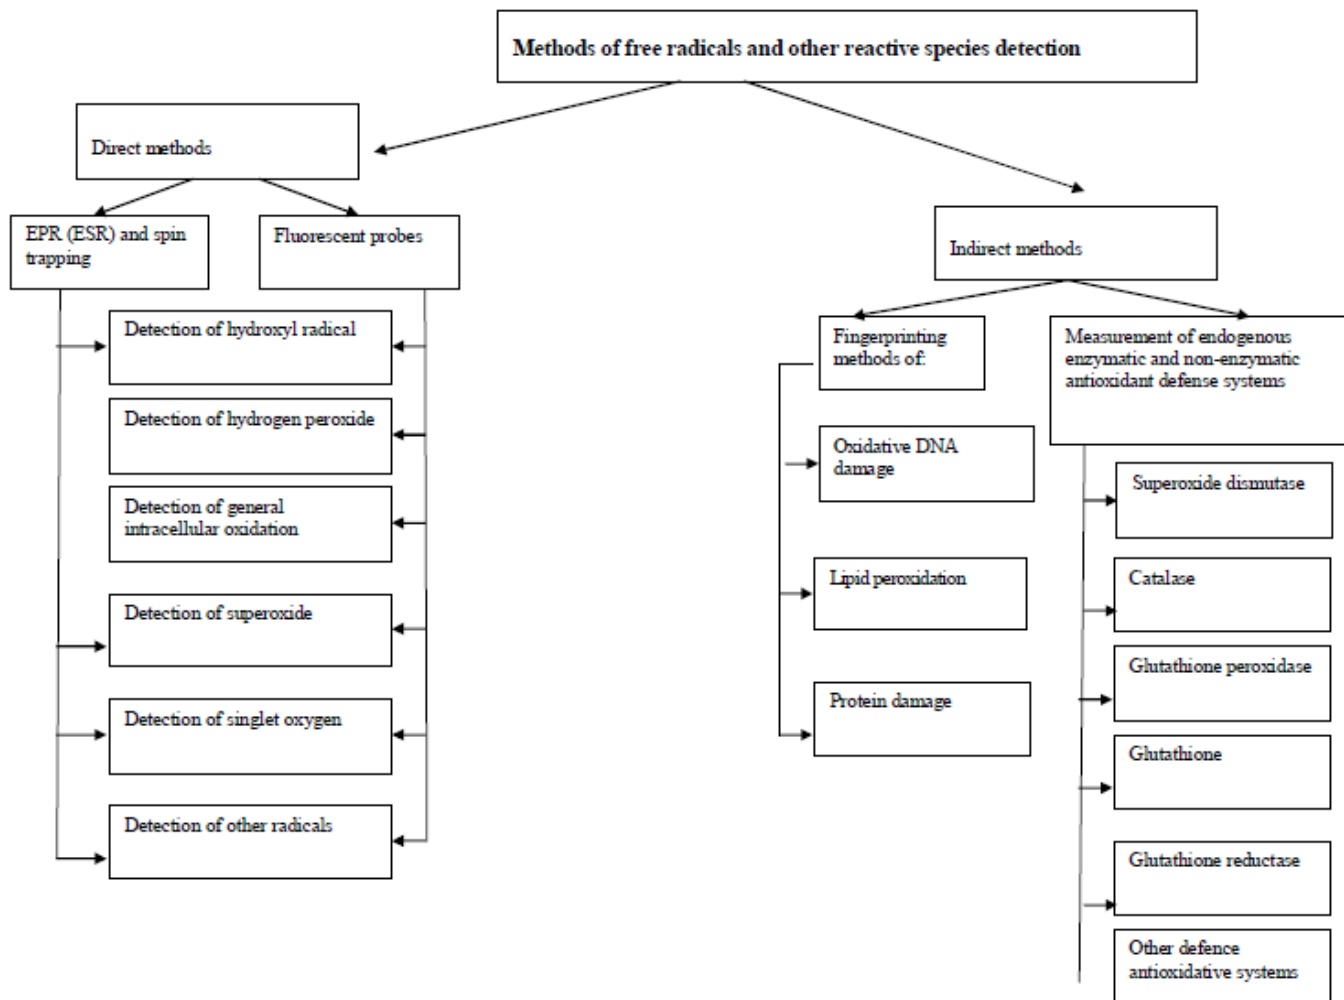 Methods of free radicals and other reactive species detection
Direct methods
EPR (ESR) and spin
trapping
Fluorescent probes
Detection of hydroxyl radical
Detection of hydrogen peroxide
Detection of general
intracellular oxidation
Detection of superoxide
Detection of singlet oxygen
Detection of other radicals
Indirect methods
Fingerprinting
methods of:
Oxidative DNA
damage
Lipid peroxidation
Protein damage
Measurement of endogenous
enzymatic and non-enzymatic
antioxidant defense systems
Superoxide dismutase
Catalase
Glutathione peroxidase
Glutathione
Glutathione reductase
Other defence
antioxidative systems